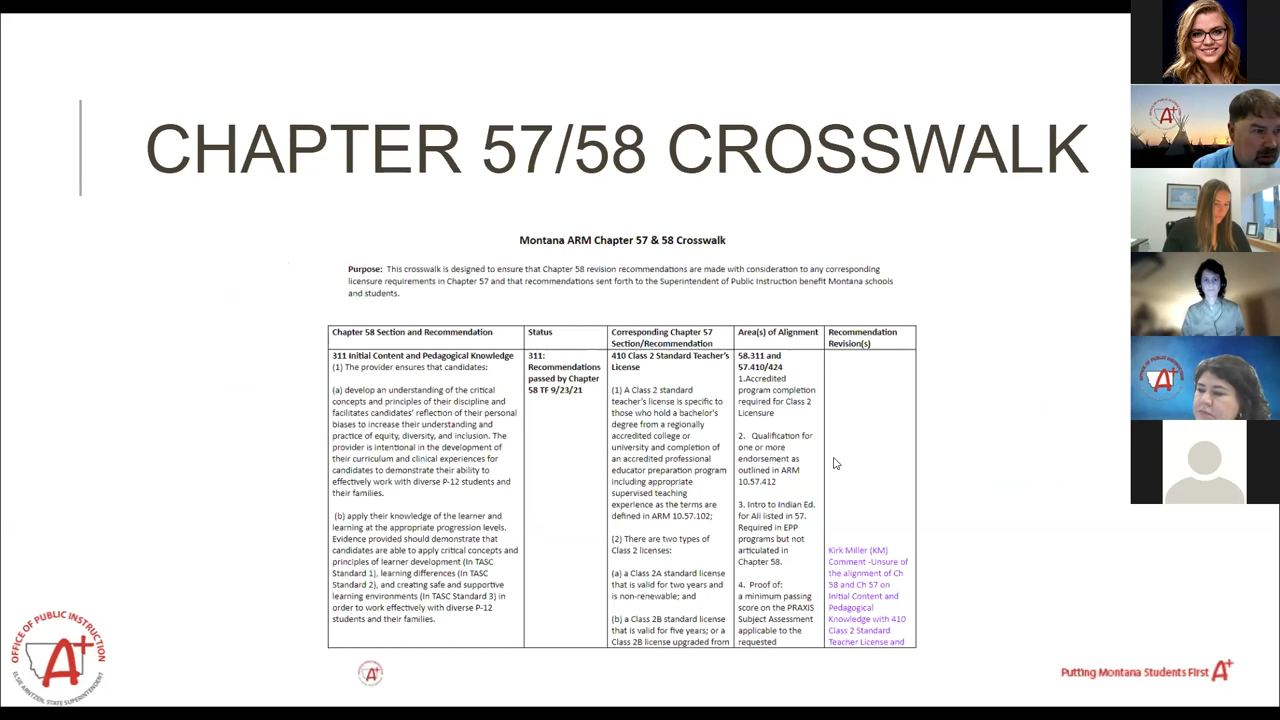 CHAPTER 57/58 CROSSWALK
Montana ARM Chapter 57 & 58 Crosswalk
Purpose: This crosswalk is designed to ensure that Chapter 58 revision recommendations are made with consideration to any corresponding
licensure requirements in Chapter 57 and that recommendations sent forth to the Superintendent of Public Instruction benefit Montana schools
and students.
Chapter 58 Section and Recommendation
Status
Corresponding Chapter 57
Section/Recommendation
Area(s) of Alignment
Recommendation
Revision(s)
311 Initial Content and Pedagogical Knowledge
(1) The provider ensures that candidates:
(a) develop an understanding of the critical
concepts and principles of their discipline and
facilitates candidates' reflection of their personal
biases to increase their understanding and
practice of equity, diversity, and inclusion. The
provider is intentional in the development of
their curriculum and clinical experiences for
candidates to demonstrate their ability to
effectively work with diverse P-12 students and
their families.
(b) apply their knowledge of the learner and
learning at the appropriate progression levels.
Evidence provided should demonstrate that
candidates are able to apply critical concepts and
principles of learner development (In TASC
Standard 1), learning differences (In TASC
Standard 2), and creating safe and supportive
learning environments (In TASC Standard 3) in
order to work effectively with diverse P-12
students and their families.
311:
Recommendations
passed by Chapter
58 TF 9/23/21
410 Class 2 Standard Teacher's
License
(1) A Class 2 standard
teacher's license is specific to
those who hold a bachelor's
degree from a regionally
accredited college or
university and completion of
an accredited professional
educator preparation program
including appropriate
supervised teaching
experience as the terms are
defined in ARM 10.57.102;
(2) There are two types of
Class 2 licenses:
(a) a Class 2A standard license
that is valid for two years and
is non-renewable; and
(b) a Class 2B standard license
that is valid for five years; or a
Class 2B license upgraded from
58.311 and
57.410/424
1.Accredited
program completion
required for Class 2
Licensure
2. Qualification for
one or more
endorsement as
outlined in ARM
10.57.412
3. Intro to Indian Ed.
for All listed in 57.
Required in EPP
programs but not
articulated in
Chapter 58.
4. Proof of:
a minimum passing
score on the PRAXIS
Subject Assessment
applicable to the
requested
Kirk Miller (KM)
Comment -Unsure of
the alignment of Ch
58 and Ch 57 on
Initial Content and
Pedagogical
Knowledge with 410
Class 2 Standard
Teacher License and
OFFICE OF PUBLIC INSTRUCTION
A+
ELSIE ARNTZEN, STATE SUPERINTENDENT
Putting Montana Students First A+